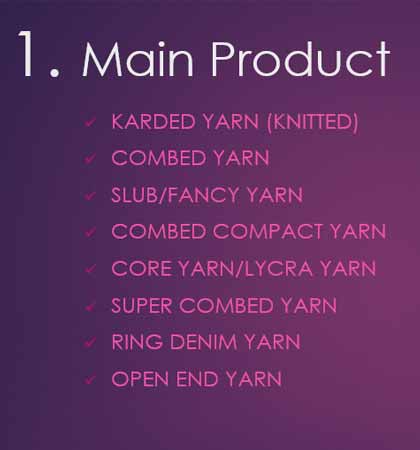 1. Main Product
KARDED YARN (KNITTED)
COMBED YARN
SLUB/FANCY YARN
COMBED COMPACT YARN
CORE YARN/LYCRA YARN
SUPER COMBED YARN
RING DENIM YARN
OPEN END YARN